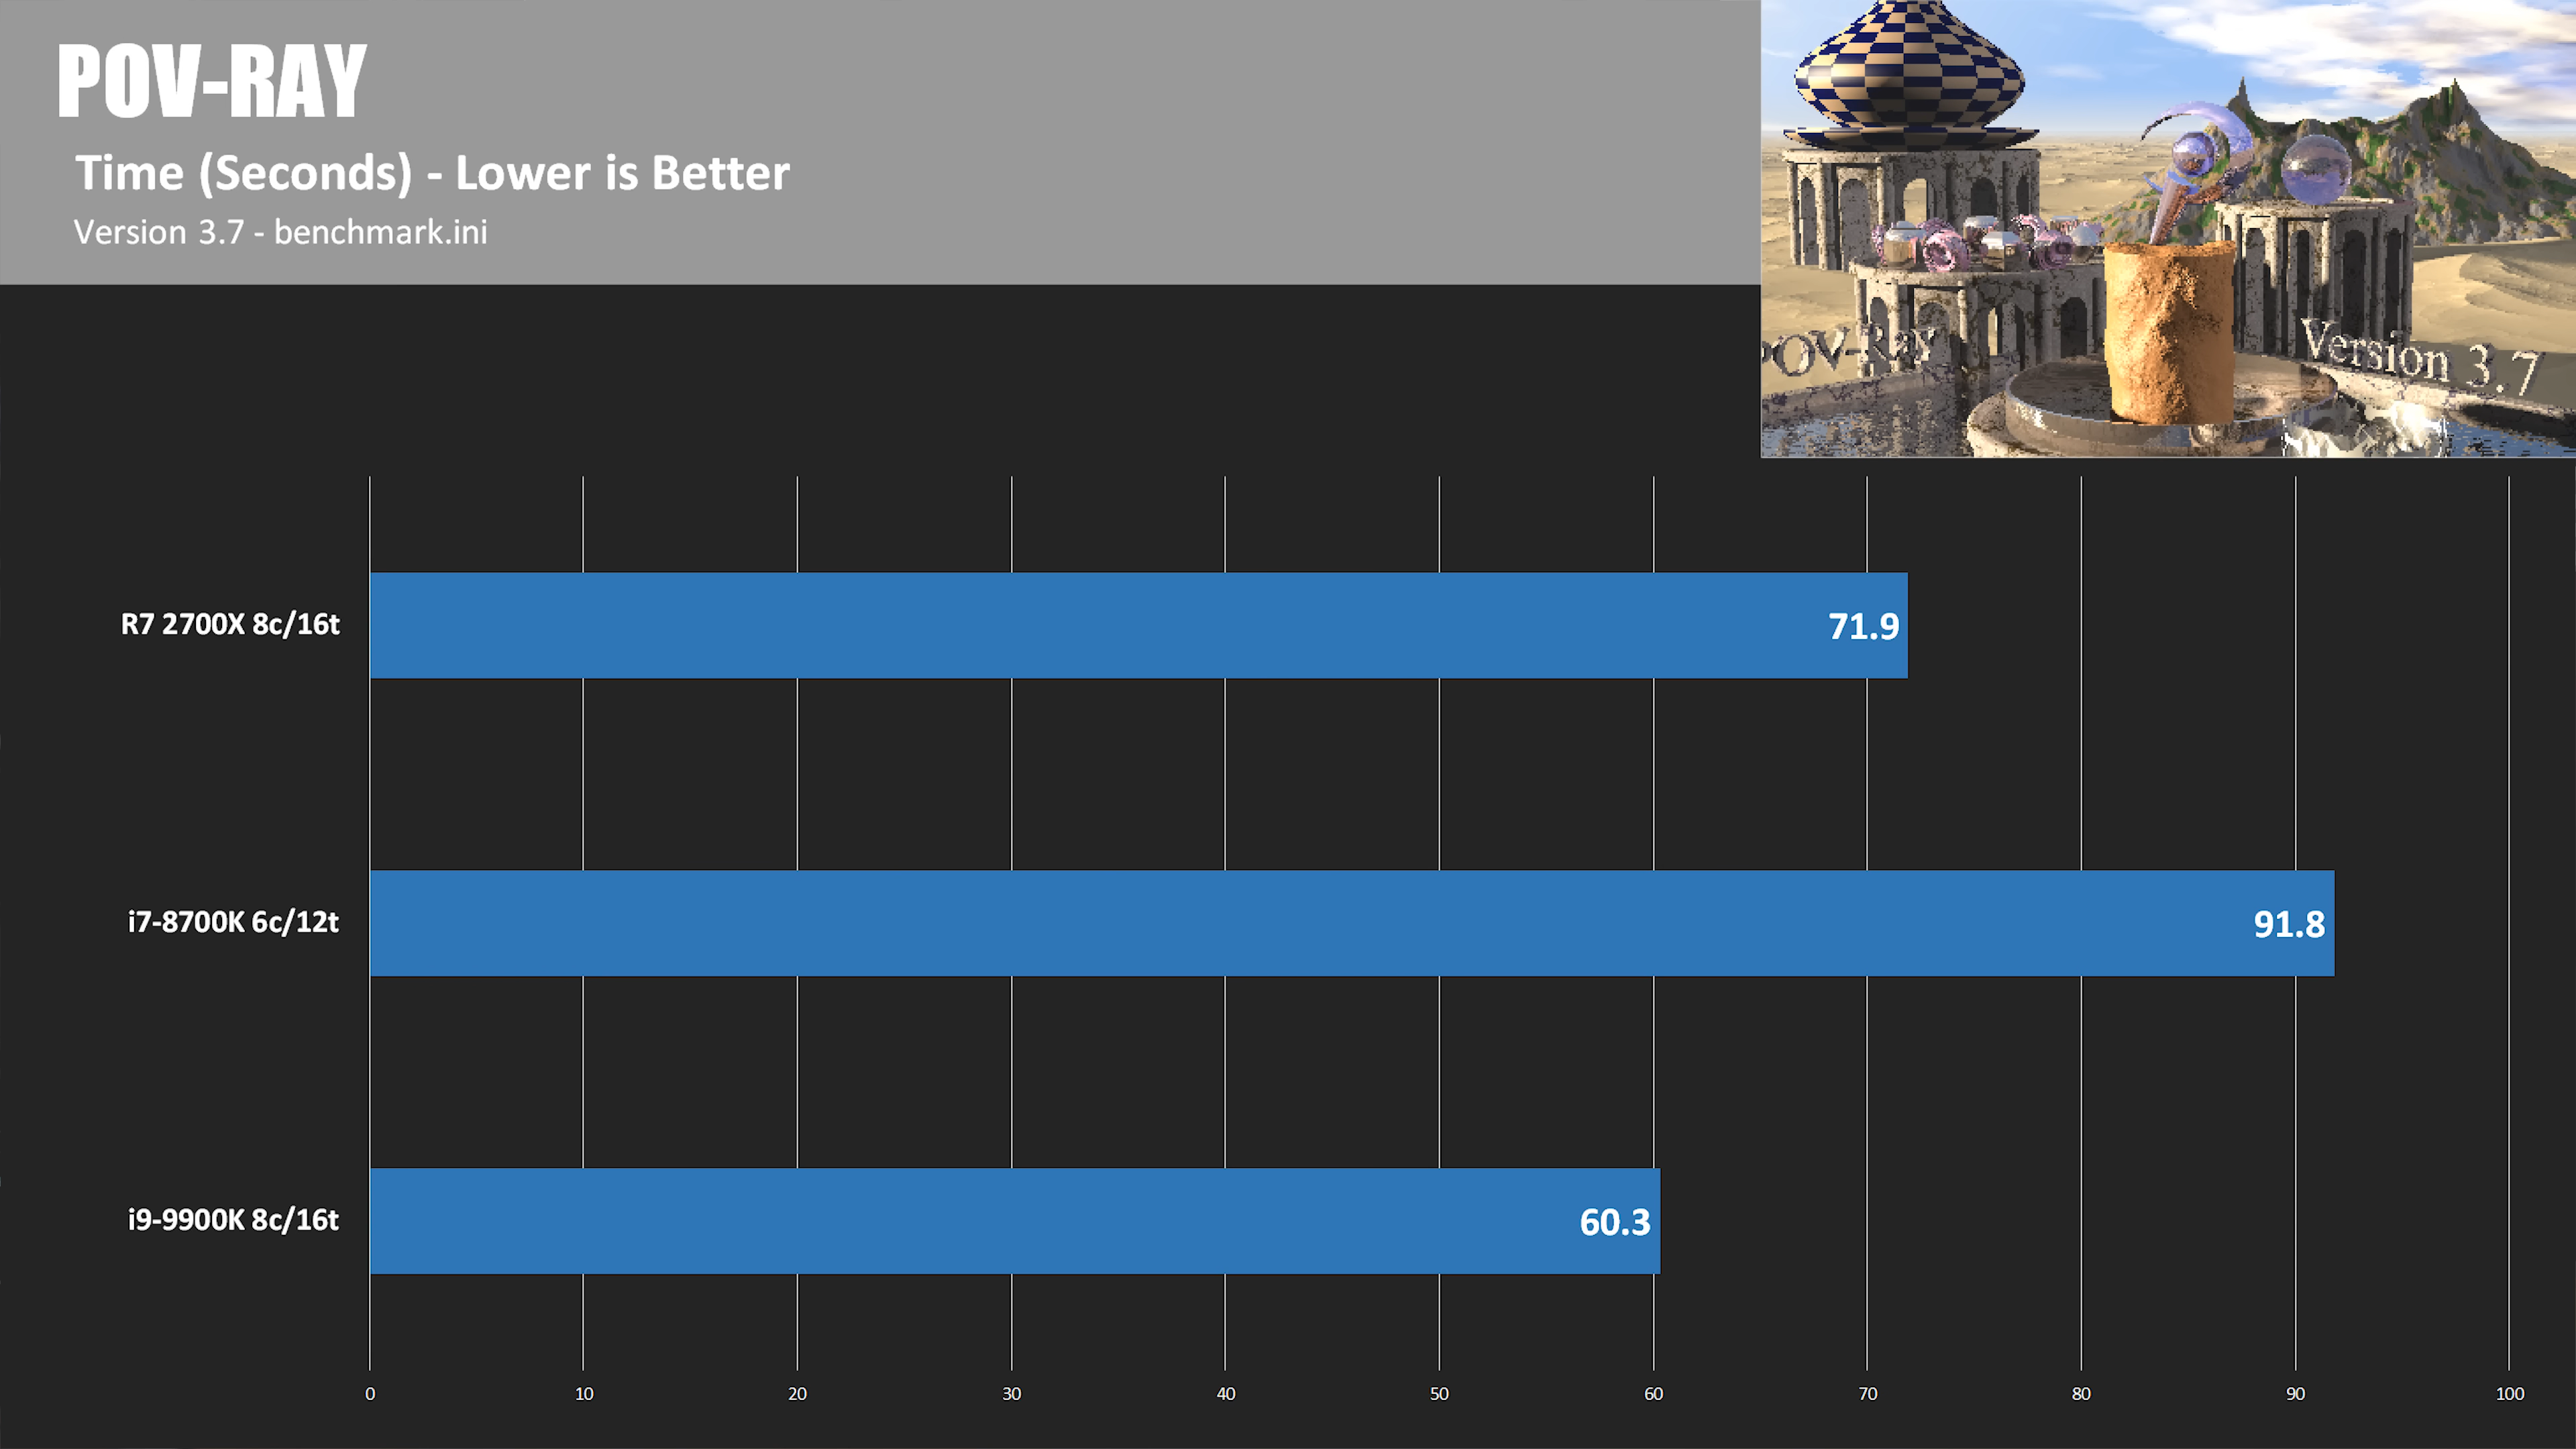 POV-RAY
Time (Seconds) - Lower is Better
Version 3.7 - benchmark.ini
POV-Ray
Version 3.7
R7 2700X 8c/16t
71.9
i7-8700K 6c/12t
91.8
i9-9900K 8c/16t
60.3
0 10 20 30 40 50 60 70 80 90 100